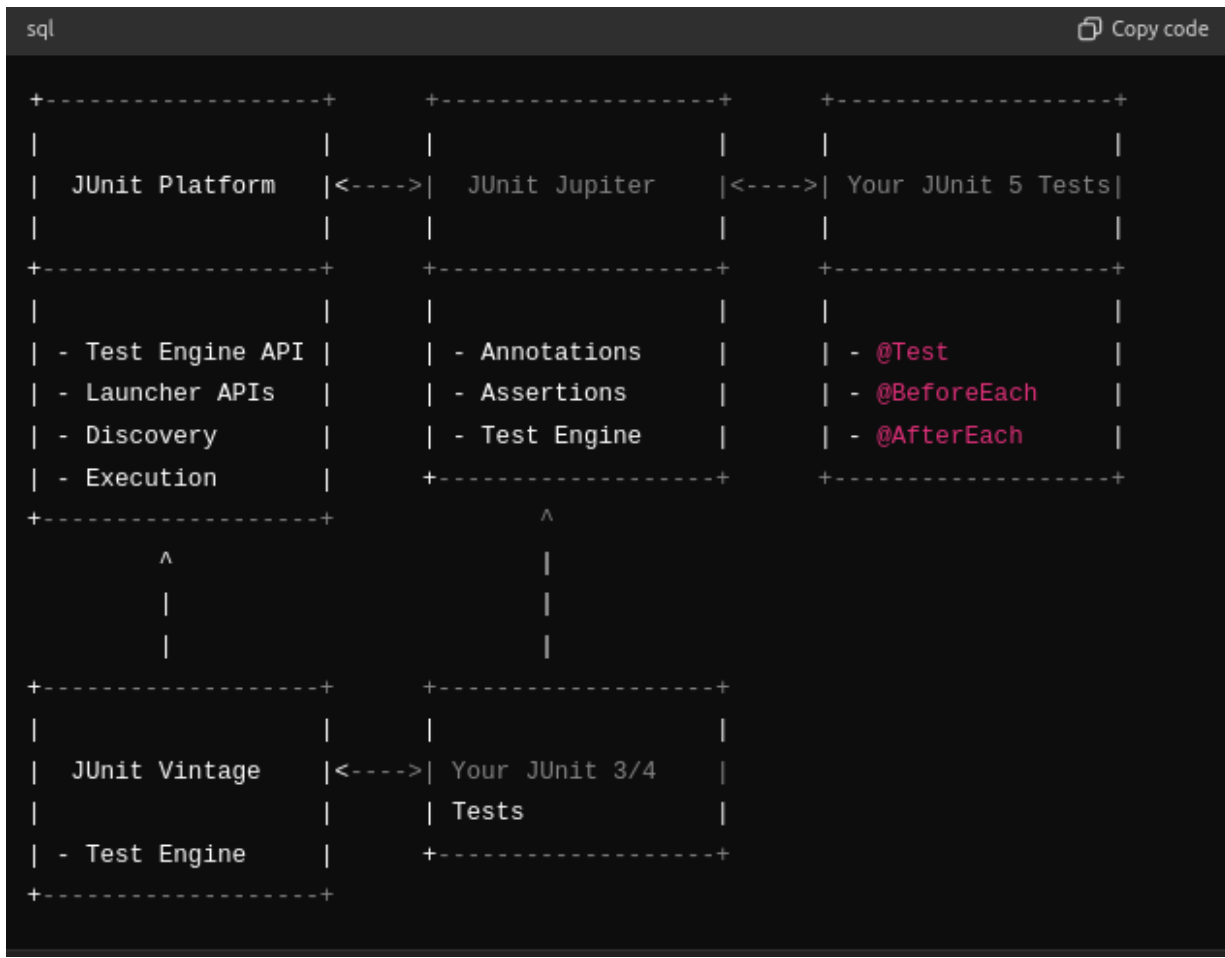 sql Copy code
+-------------------+      +-------------------+      +-------------------+
|                   |      |                   |      |                   |
|  JUnit Platform   |<---->|  JUnit Jupiter    |<---->| Your JUnit 5 Tests|
|                   |      |                   |      |                   |
+-------------------+      +-------------------+      +-------------------+
|                   |      |                   |      |                   |
| - Test Engine API |      | - Annotations     |      | - @Test           |
| - Launcher APIs   |      | - Assertions      |      | - @BeforeEach     |
| - Discovery       |      | - Test Engine     |      | - @AfterEach      |
| - Execution       |      +-------------------+      +-------------------+
+-------------------+              ^
         ^                         |
         |                         |
         |                         |
+-------------------+      +-------------------+
|                   |      |                   |
|  JUnit Vintage    |<---->| Your JUnit 3/4    |
|                   |      | Tests             |
| - Test Engine     |      +-------------------+
+-------------------+